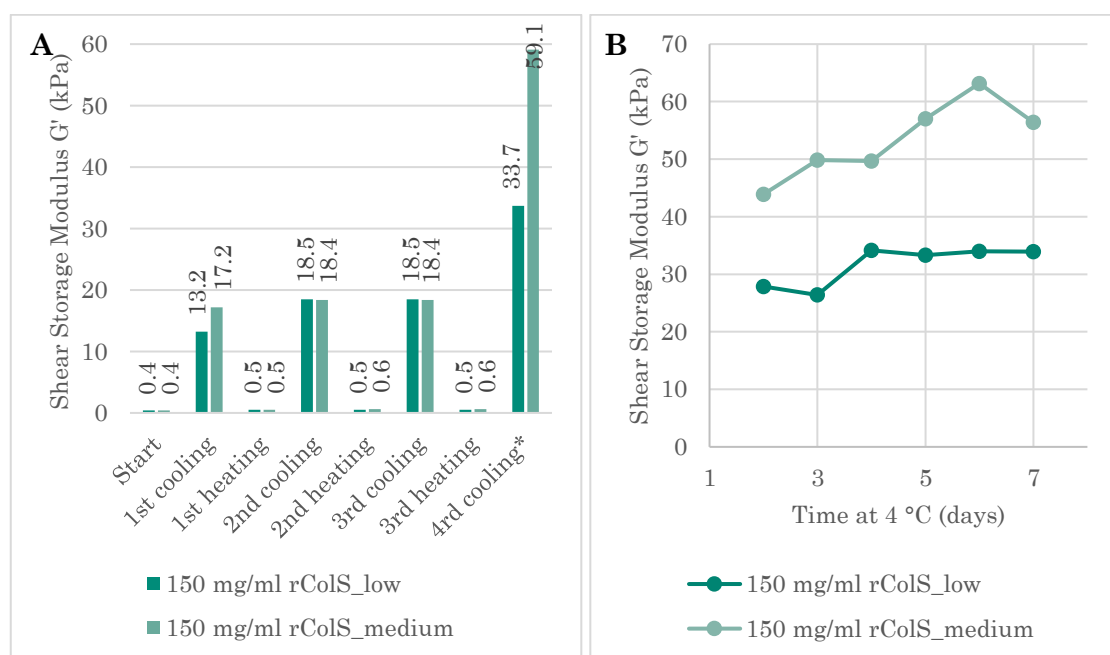 A
Shear Storage Modulus G' (kPa)
60
50
40
30
20
10
0
0.4
0.4
13.2
17.2
0.5
0.5
18.5
18.4
0.5
0.6
18.5
18.4
0.5
0.6
33.7
59.1
Start
1st cooling
1st heating
2nd cooling
2nd heating
3rd cooling
3rd heating
4rd cooling*
150 mg/ml rColS_low
150 mg/ml rColS_medium
B
Shear Storage Modulus G' (kPa)
70
60
50
40
30
20
10
0
1
3
5
7
Time at 4 °C (days)
150 mg/ml rColS_low
150 mg/ml rColS_medium